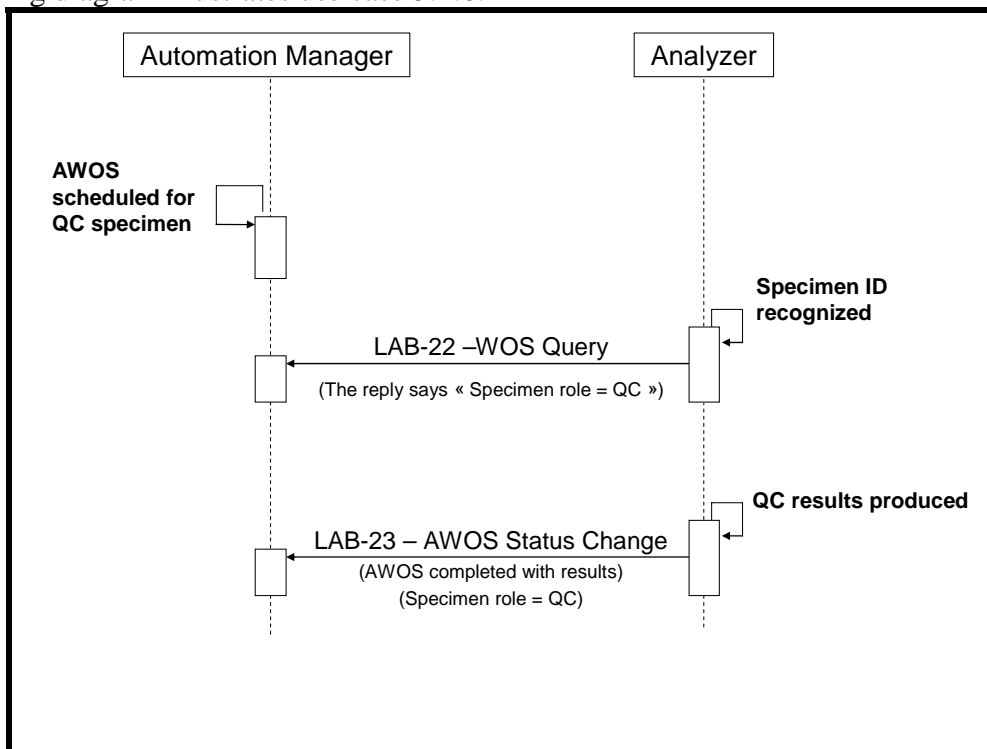 Automation Manager
Analyzer
AWOS
scheduled for
QC specimen
Specimen ID
recognized
LAB-22 –WOS Query
(The reply says « Specimen role = QC »)
QC results produced
LAB-23 – AWOS Status Change
(AWOS completed with results)
(Specimen role = QC)